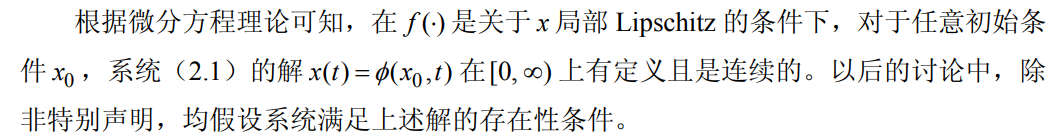 根据微分方程理论可知，在 f(·) 是关于 x 局部 Lipschitz 的条件下，对于任意初始条
件 x₀，系统（2.1）的解 x(t) = ϕ(x₀,t) 在 [0, ∞) 上有定义且是连续的。以后的讨论中，除
非特别声明，均假设系统满足上述解的存在性条件。